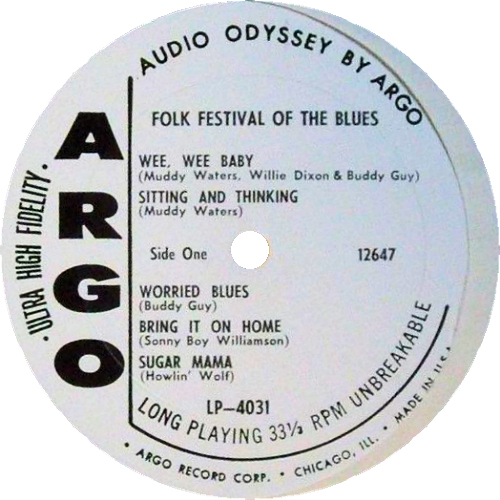 AUDIO ODYSSEY BY ARGO
ARGO
· ULTRA HIGH FIDELITY ·
FOLK FESTIVAL OF THE BLUES
WEE, WEE BABY
(Muddy Waters, Willie Dixon & Buddy Guy)
SITTING AND THINKING
(Muddy Waters)
Side One 12647
WORRIED BLUES
(Buddy Guy)
BRING IT ON HOME
(Sonny Boy Williamson)
SUGAR MAMA
(Howlin' Wolf)
LP—4031
LONG PLAYING 33⅓ RPM UNBREAKABLE
· ARGO RECORD CORP. · CHICAGO, ILL. · MADE IN U.S.A.